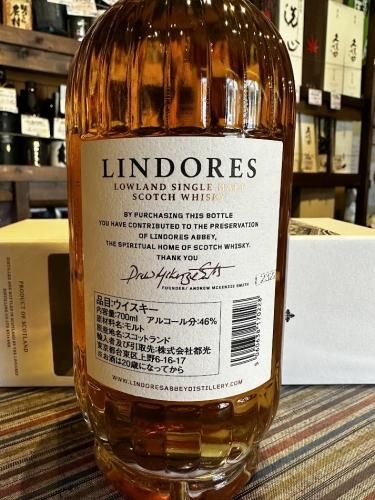 LINDORES
LOWLAND SINGLE MALT
SCOTCH WHISKY
BY PURCHASING THIS BOTTLE
YOU HAVE CONTRIBUTED TO THE PRESERVATION
OF LINDORES ABBEY,
THE SPIRITUAL HOME OF SCOTCH WHISKY.
THANK YOU
FOUNDER/ ANDREW MCKENZIE SMITH
品目:ウイスキー
内容量:700ml アルコール分:46%
原材料名:モルト
原産地名:スコットランド
輸入者及び引取先:株式会社都光
東京都台東区上野6-16-17
※お酒は20歳になってから
WWW.LINDORESABBEYDISTILLERY.COM
PRODUCT OF SCOTLAND